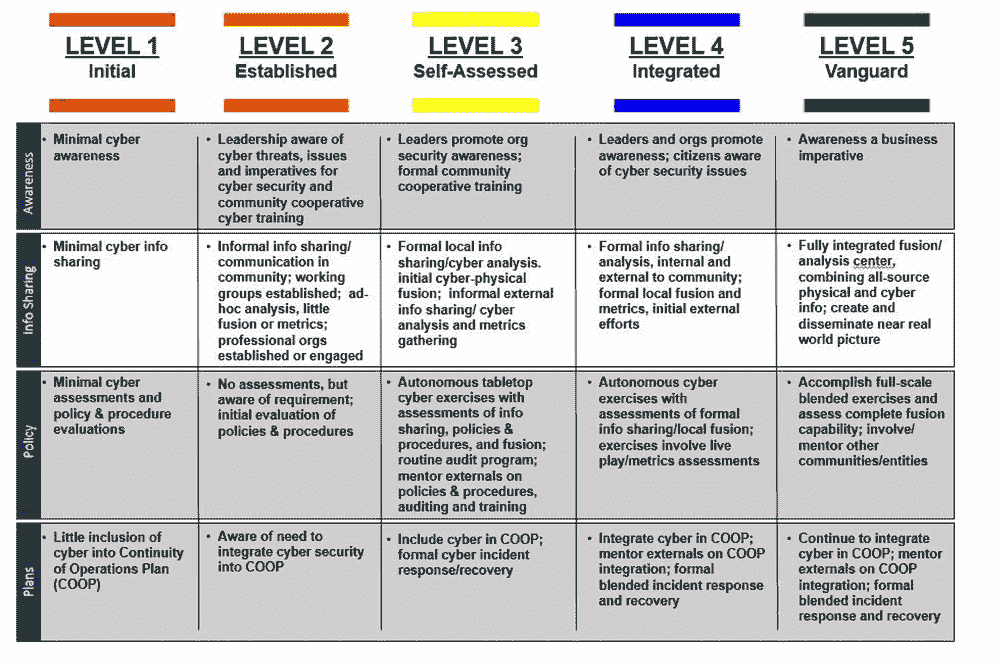 LEVEL 1
Initial
LEVEL 2
Established
LEVEL 3
Self-Assessed
LEVEL 4
Integrated
LEVEL 5
Vanguard
Awareness
• Minimal cyber
awareness
• Leadership aware of
cyber threats, issues
and imperatives for
cyber security and
community cooperative
cyber training
• Leaders promote org
security awareness;
formal community
cooperative training
• Leaders and orgs promote
awareness; citizens aware
of cyber security issues
• Awareness a business
imperative
Info Sharing
• Minimal cyber info
sharing
• Informal info sharing/
communication in
community; working
groups established; ad-
hoc analysis, little
fusion or metrics;
professional orgs
established or engaged
• Formal local info
sharing/cyber analysis.
initial cyber-physical
fusion; informal external
info sharing/ cyber
analysis and metrics
gathering
• Formal info sharing/
analysis, internal and
external to community;
formal local fusion and
metrics, initial external
efforts
• Fully integrated fusion/
analysis center,
combining all-source
physical and cyber
info; create and
disseminate near real
world picture
Policy
• Minimal cyber
assessments and
policy & procedure
evaluations
• No assessments, but
aware of requirement;
initial evaluation of
policies & procedures
• Autonomous tabletop
cyber exercises with
assessments of info
sharing, policies &
procedures, and fusion;
routine audit program;
mentor externals on
policies & procedures,
auditing and training
• Autonomous cyber
exercises with
assessments of formal
info sharing/local fusion;
exercises involve live
play/metrics assessments
• Accomplish full-scale
blended exercises and
assess complete fusion
capability; involve/
mentor other
communities/entities
Plans
• Little inclusion of
cyber into Continuity
of Operations Plan
(COOP)
• Aware of need to
integrate cyber security
into COOP
• Include cyber in COOP;
formal cyber incident
response/recovery
• Integrate cyber in COOP;
mentor externals on COOP
integration; formal
blended incident response
and recovery
• Continue to integrate
cyber in COOP; mentor
externals on COOP
integration; formal
blended incident
response and recovery